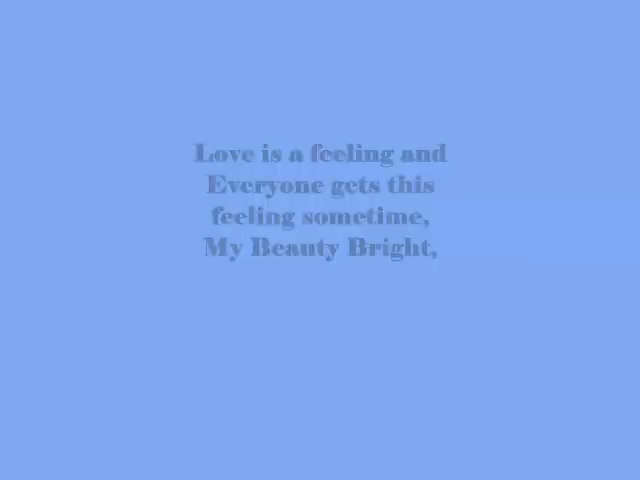 Love is a feeling and
Everyone gets this
feeling sometime,
My Beauty Bright,